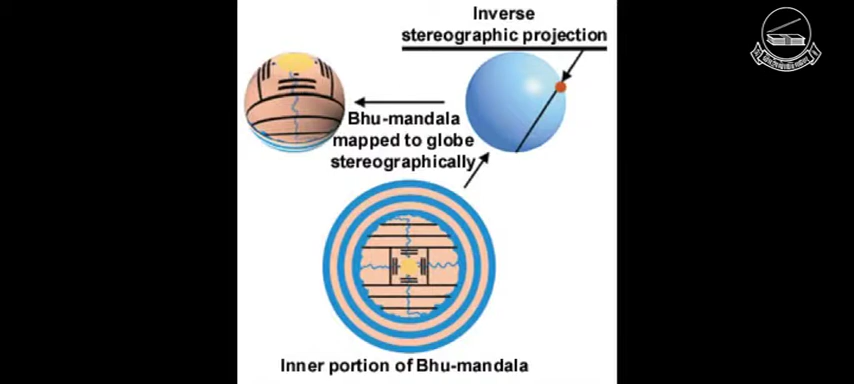 Inverse
stereographic projection
Bhu-mandala
mapped to globe
stereographically
Inner portion of Bhu-mandala